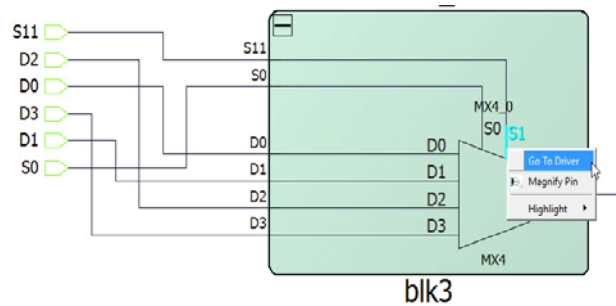 S11
D2
D0
D3
D1
S0
S11
S0
D0
D1
D2
D3
MX4_0
S0 S1
D0
D1
D2
D3
MX4
Go To Driver
Magnify Pin
Highlight
blk3